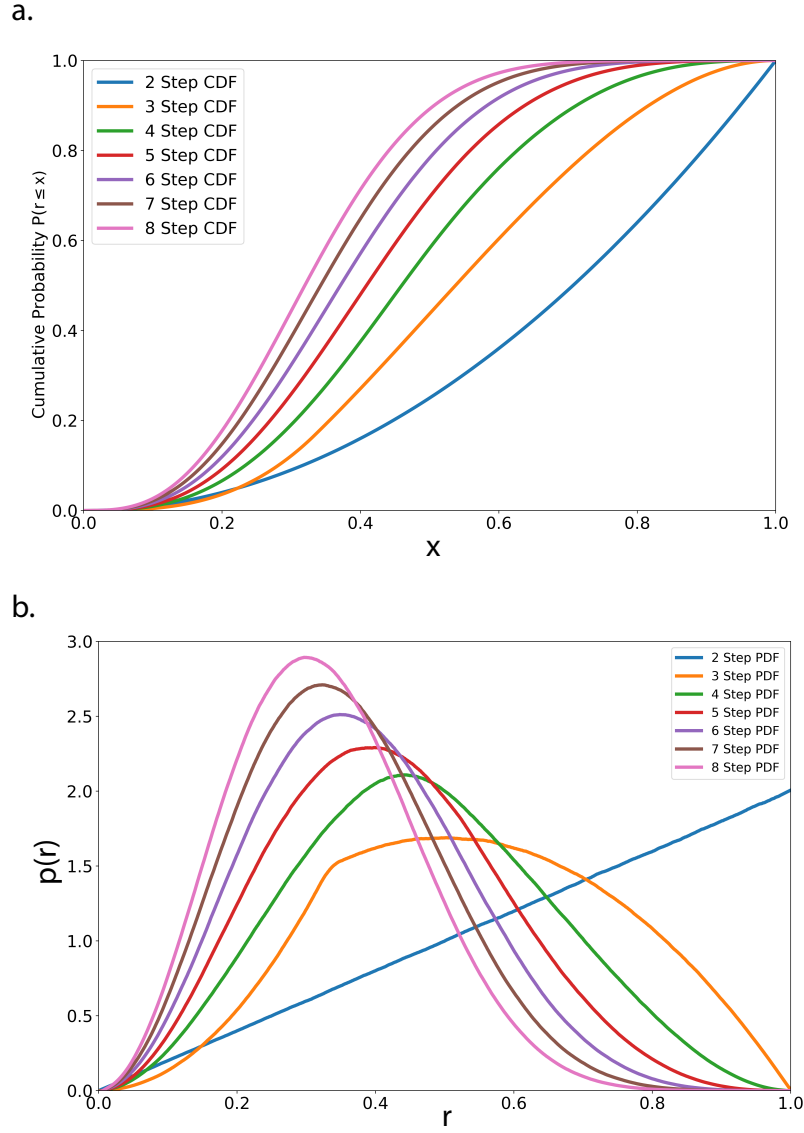 a.
1.0
0.8
0.6
0.4
0.2
0.0
Cumulative Probability P(r ≤ x)
2 Step CDF
3 Step CDF
4 Step CDF
5 Step CDF
6 Step CDF
7 Step CDF
8 Step CDF
0.0 0.2 0.4 0.6 0.8 1.0
x
b.
3.0
2.5
2.0
1.5
1.0
0.5
0.0
p(r)
2 Step PDF
3 Step PDF
4 Step PDF
5 Step PDF
6 Step PDF
7 Step PDF
8 Step PDF
0.0 0.2 0.4 0.6 0.8 1.0
r